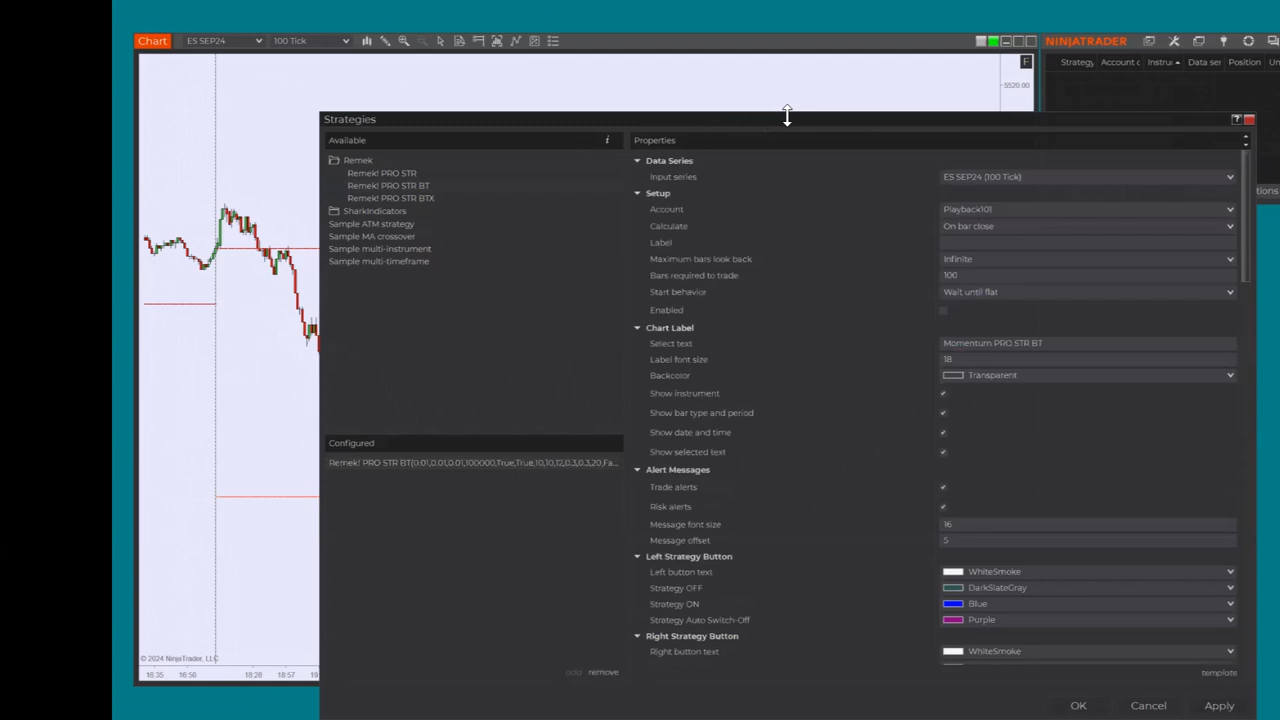 Chart
ES SEP24
100 Tick
NINJATRADER
Strategy
Account
Instru
Data ser
Position
Un
F
5520.00
Strategies
?
Available
i
Properties
Remek
Remek! PRO STR
Remek! PRO STR BT
Remek! PRO STR BTX
SharkIndicators
Sample ATM strategy
Sample MA crossover
Sample multi-instrument
Sample multi-timeframe
Data Series
Input series ES SEP24 (100 Tick)
Setup
Account Playback101
Calculate On bar close
Label
Maximum bars look back Infinite
Bars required to trade 100
Start behavior Wait until flat
Enabled
Chart Label
Select text Momentum PRO STR BT
Label font size 18
Backcolor Transparent
Show instrument
Show bar type and period
Show date and time
Show selected text
Alert Messages
Trade alerts
Risk alerts
Message font size 16
Message offset 5
Left Strategy Button
Left button text WhiteSmoke
Strategy OFF DarkSlateGray
Strategy ON Blue
Strategy Auto Switch-Off Purple
Right Strategy Button
Right button text WhiteSmoke
Configured
Remek! PRO STR BT(0.01,0.01,0.01,100000,True,True,10,10,12,0.3,0.3,20,Fa...
add remove
template
OK Cancel Apply
© 2024 NinjaTrader, LLC
16:35 16:50 18:28 18:57 19:
tions